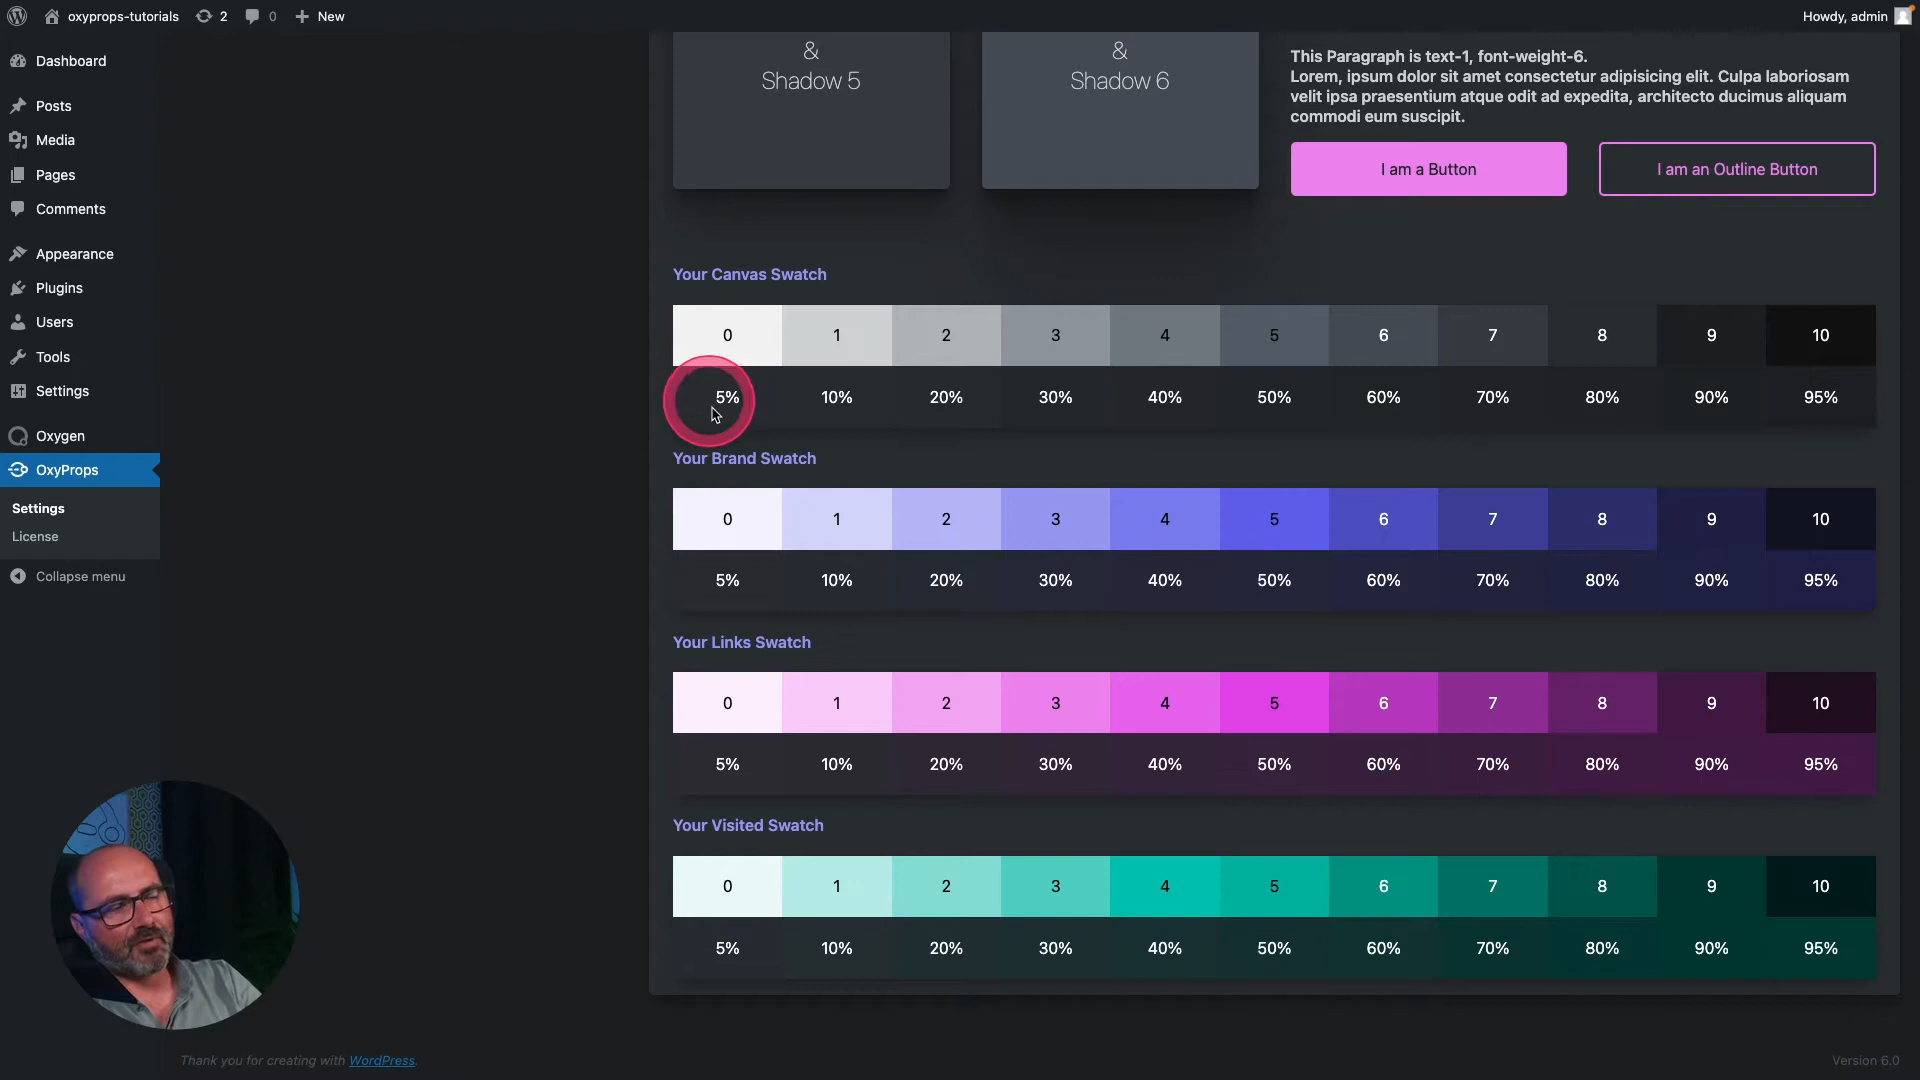 oxyprops-tutorials 2 0 New
Howdy, admin
Dashboard
Posts
Media
Pages
Comments
Appearance
Plugins
Users
Tools
Settings
Oxygen
OxyProps
Settings
License
Collapse menu
&
Shadow 5
&
Shadow 6
This Paragraph is text-1, font-weight-6.
Lorem, ipsum dolor sit amet consectetur adipisicing elit. Culpa laboriosam
velit ipsa praesentium atque odit ad expedita, architecto ducimus aliquam
commodi eum suscipit.
I am a Button
I am an Outline Button
Your Canvas Swatch
0 1 2 3 4 5 6 7 8 9 10
5% 10% 20% 30% 40% 50% 60% 70% 80% 90% 95%
Your Brand Swatch
0 1 2 3 4 5 6 7 8 9 10
5% 10% 20% 30% 40% 50% 60% 70% 80% 90% 95%
Your Links Swatch
0 1 2 3 4 5 6 7 8 9 10
5% 10% 20% 30% 40% 50% 60% 70% 80% 90% 95%
Your Visited Swatch
0 1 2 3 4 5 6 7 8 9 10
5% 10% 20% 30% 40% 50% 60% 70% 80% 90% 95%
Thank you for creating with WordPress.
Version 6.0